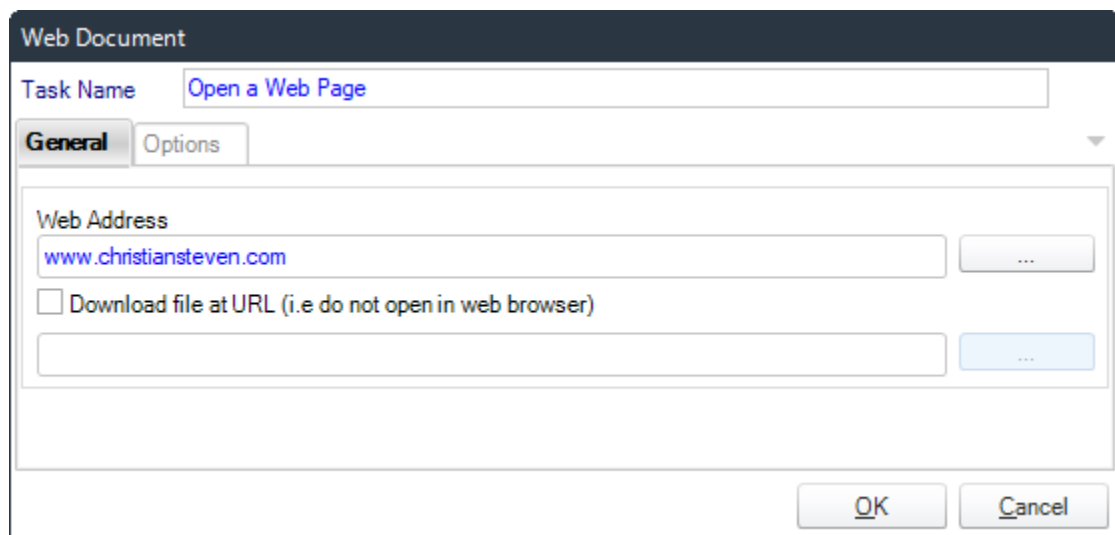 Web Document
Task Name Open a Web Page
General Options
Web Address
www.christiansteven.com ...
Download file at URL (i.e do not open in web browser)
...
OK Cancel